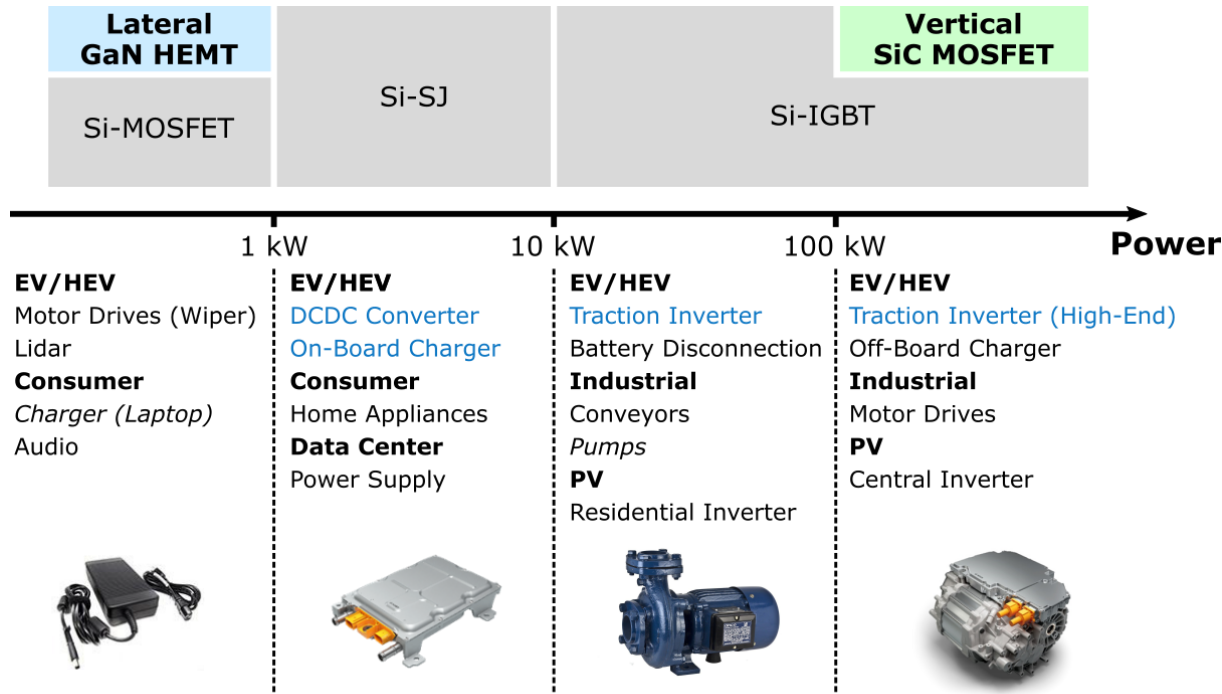 Lateral
GaN HEMT
Si-MOSFET
Si-SJ
Vertical
SiC MOSFET
Si-IGBT
1 kW
10 kW
100 kW
Power
EV/HEV
Motor Drives (Wiper)
Lidar
Consumer
Charger (Laptop)
Audio
EV/HEV
DCDC Converter
On-Board Charger
Consumer
Home Appliances
Data Center
Power Supply
EV/HEV
Traction Inverter
Battery Disconnection
Industrial
Conveyors
Pumps
PV
Residential Inverter
EV/HEV
Traction Inverter (High-End)
Off-Board Charger
Industrial
Motor Drives
PV
Central Inverter